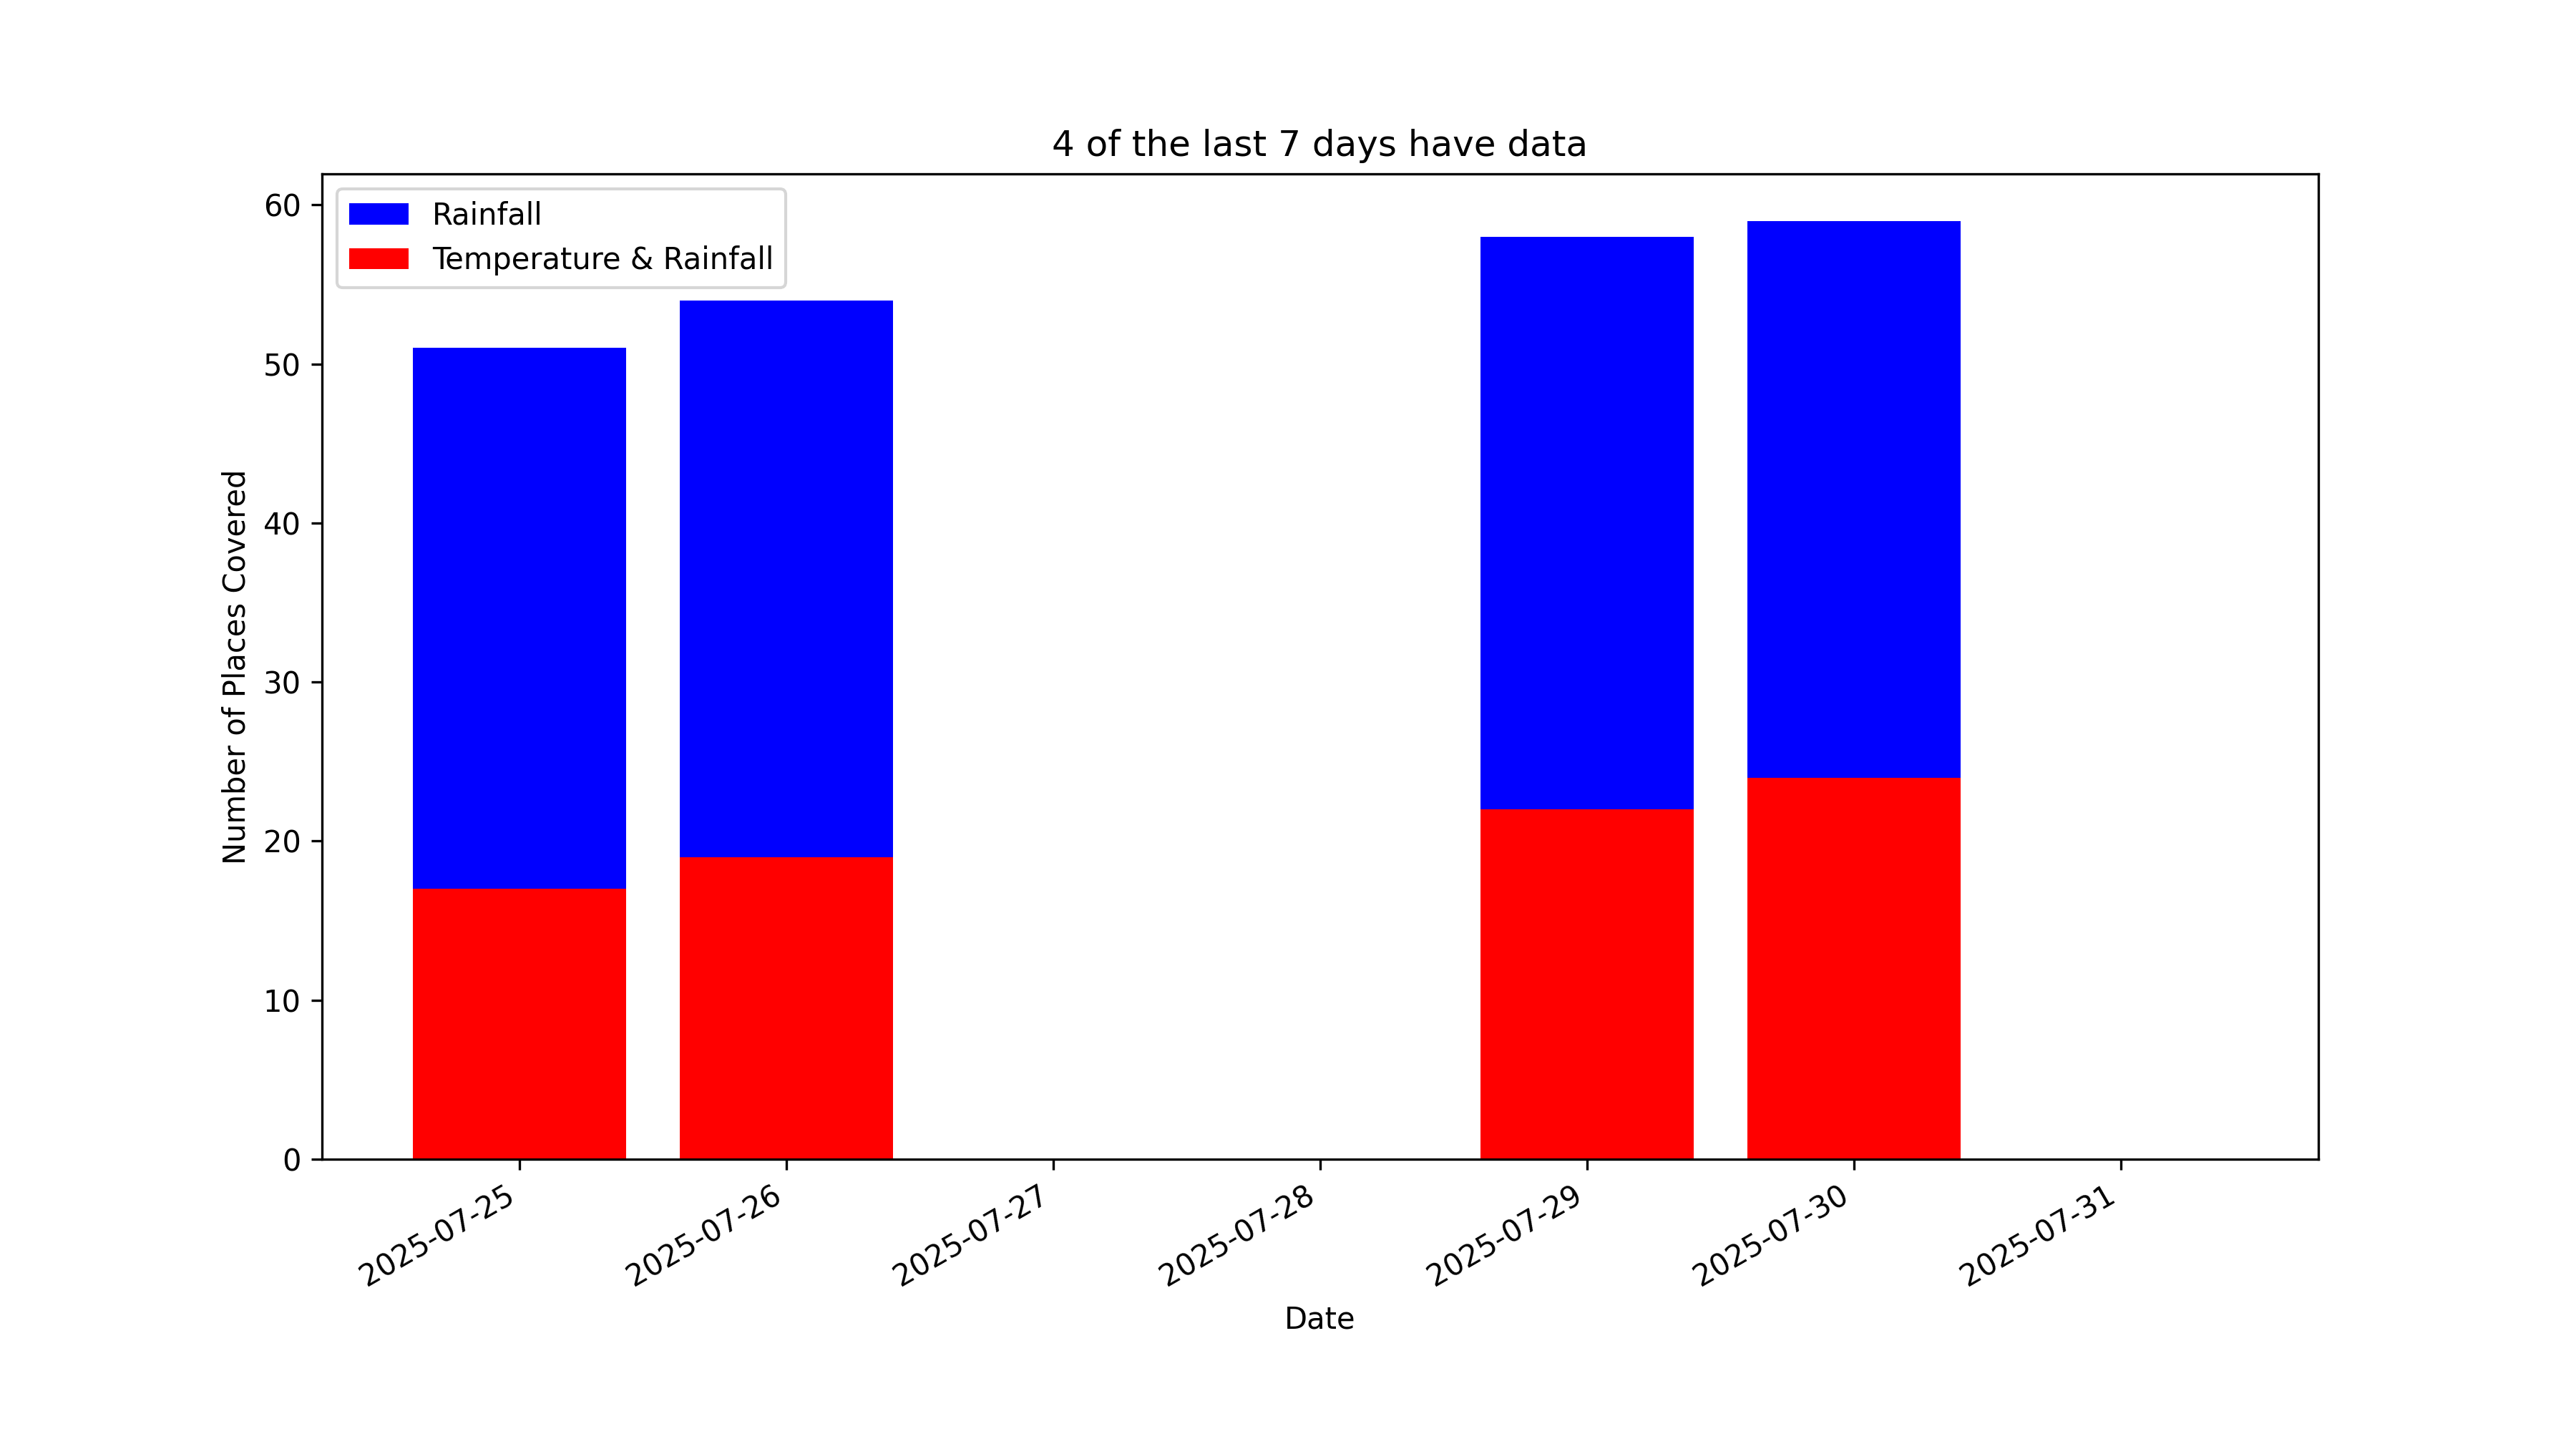 4 of the last 7 days have data
Rainfall
Temperature & Rainfall
Number of Places Covered
60
50
40
30
20
10
0
2025-07-25
2025-07-26
2025-07-27
2025-07-28
2025-07-29
2025-07-30
2025-07-31
Date